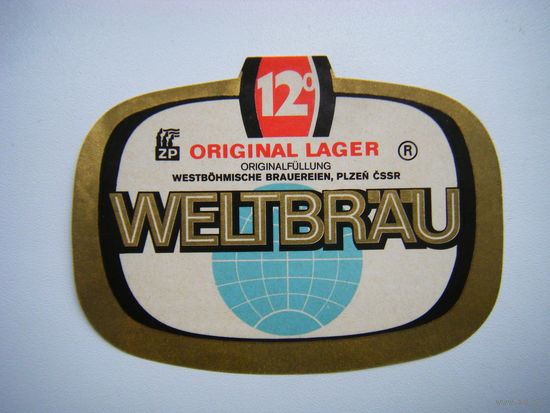 12°
ZP
ORIGINAL LAGER ®
ORIGINALFÜLLUNG
WESTBÖHMISCHE BRAUEREIEN, PLZEŇ ČSSR
WELTBRÄU